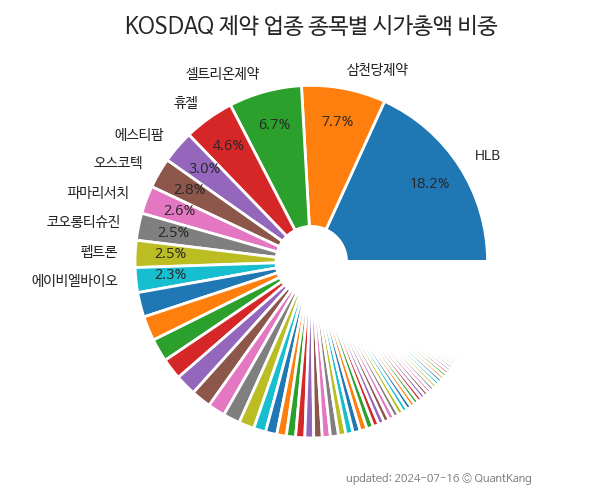 KOSDAQ 제약 업종 종목별 시가총액 비중
HLB
18.2%
삼천당제약
7.7%
셀트리온제약
6.7%
휴젤
4.6%
에스티팜
3.0%
오스코텍
2.8%
파마리서치
2.6%
코오롱티슈진
2.5%
펩트론
2.5%
에이비엘바이오
2.3%
updated: 2024-07-16 © QuantKang